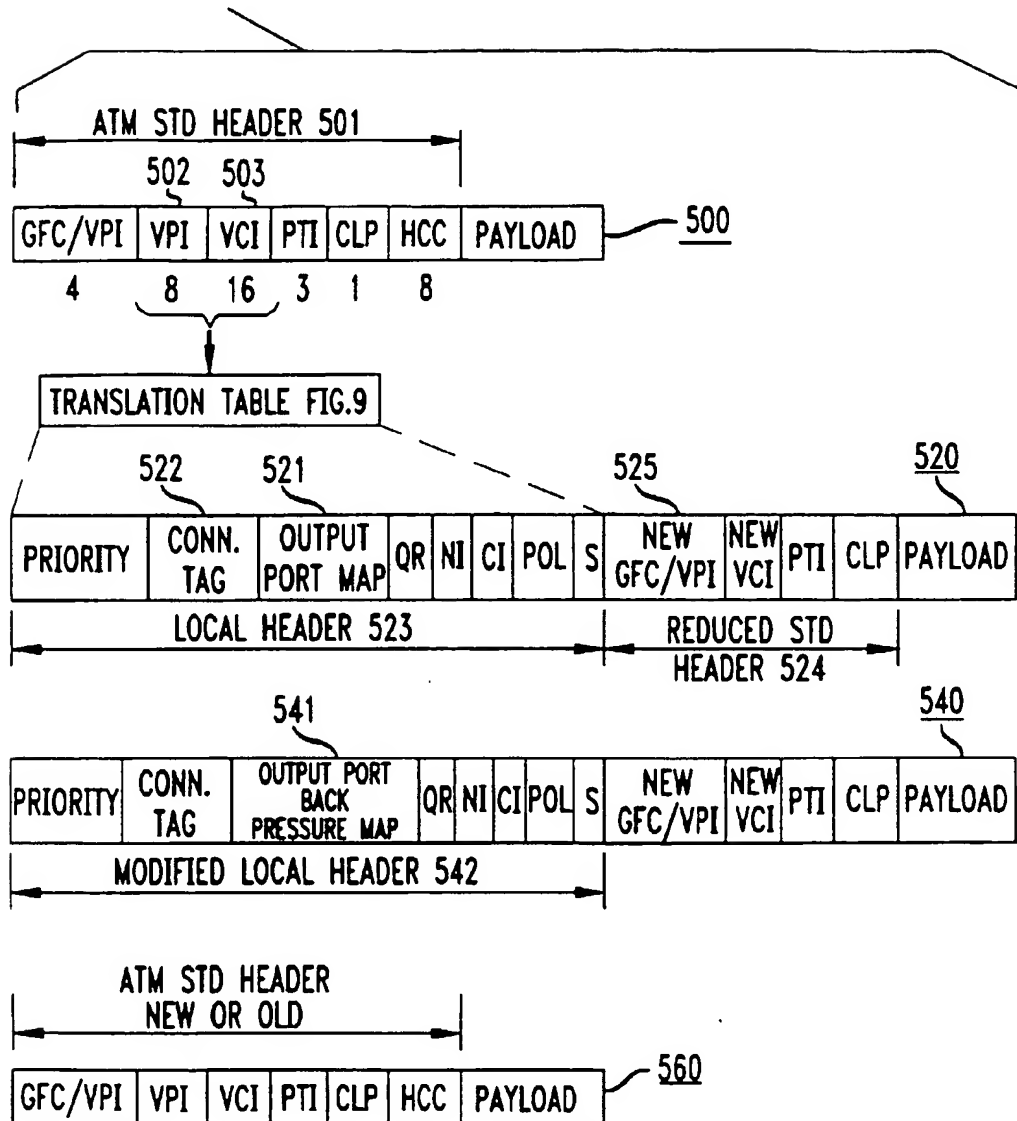 ATM STD HEADER 501
502 503
GFC/VPI VPI VCI PTI CLP HCC PAYLOAD 500
4 8 16 3 1 8
TRANSLATION TABLE FIG.9
522 521 525 520
PRIORITY CONN. TAG OUTPUT PORT MAP QR NI CI POL S NEW GFC/VPI NEW VCI PTI CLP PAYLOAD
LOCAL HEADER 523 REDUCED STD HEADER 524
541 540
PRIORITY CONN. TAG OUTPUT PORT BACK PRESSURE MAP QR NI CI POL S NEW GFC/VPI NEW VCI PTI CLP PAYLOAD
MODIFIED LOCAL HEADER 542
ATM STD HEADER
NEW OR OLD
GFC/VPI VPI VCI PTI CLP HCC PAYLOAD 560